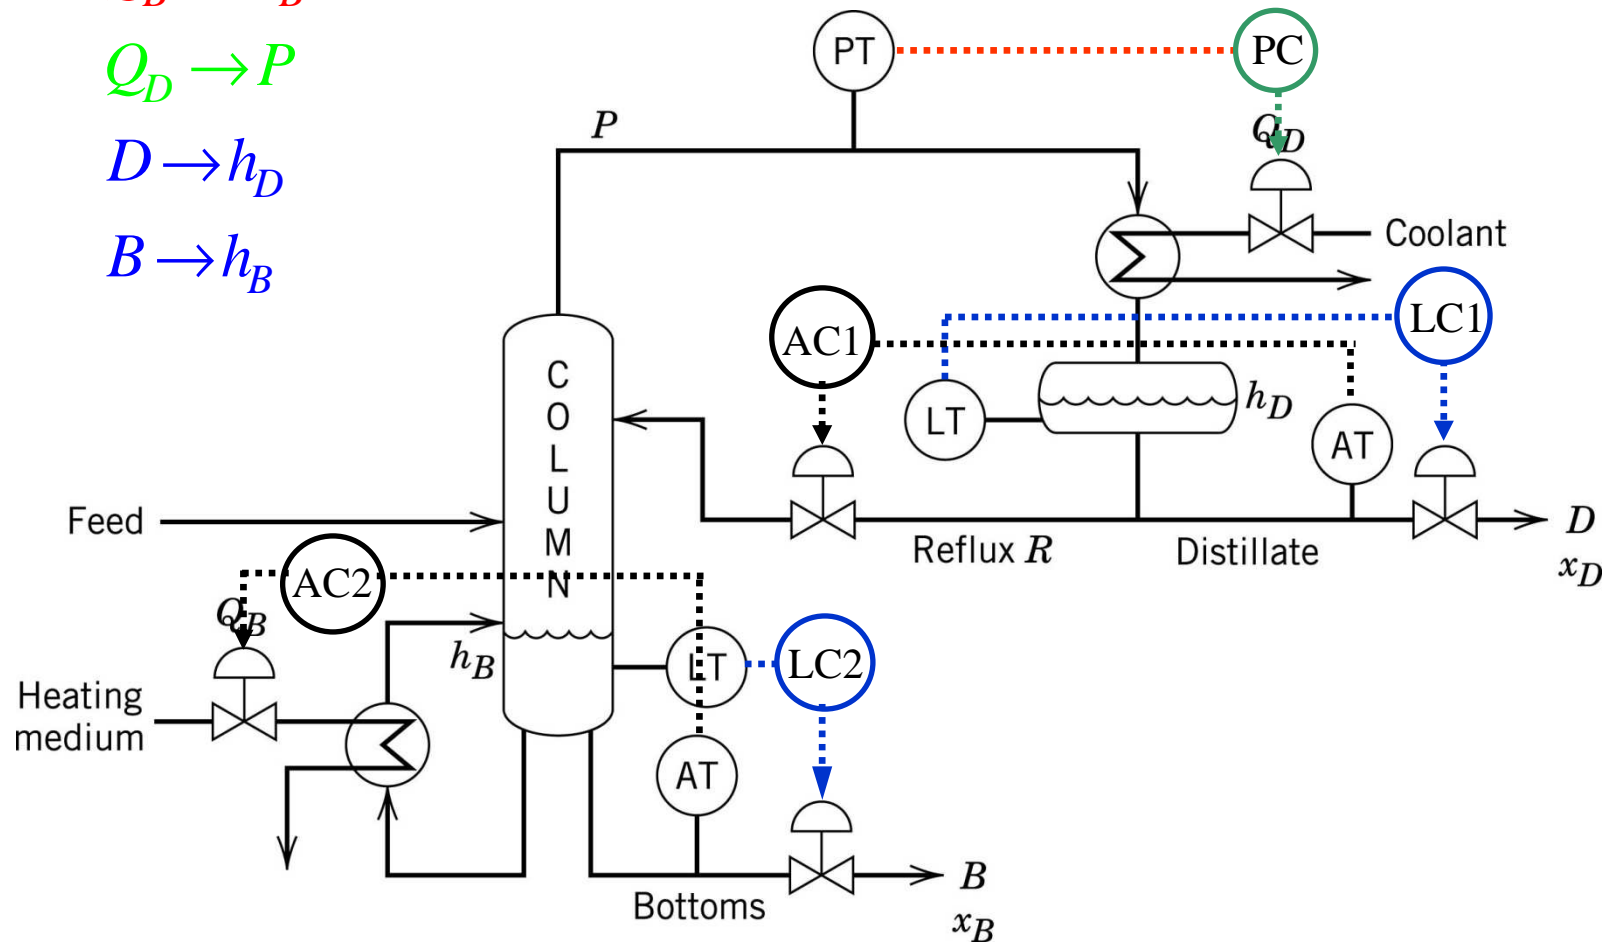 Q_D → P
D → h_D
B → h_B
PT
PC
P
Q_D
Coolant
LC1
AC1
h_D
LT
AT
COLUMN
Feed
Reflux R
Distillate
D
x_D
AC2
Q_B
h_B
LT
LC2
Heating
medium
AT
B
Bottoms
x_B